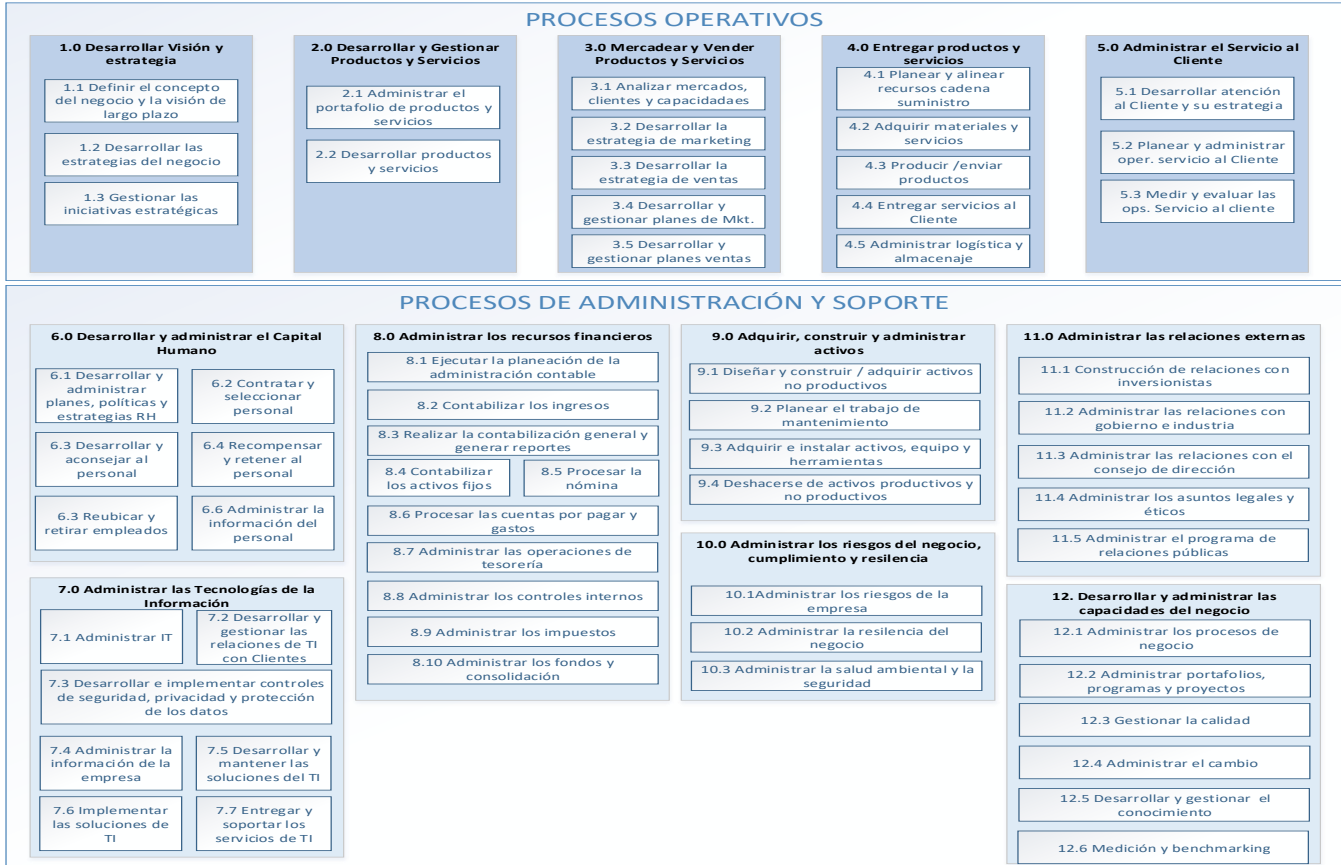 PROCESOS OPERATIVOS
1.0 Desarrollar Visión y
estrategia
1.1 Definir el concepto
del negocio y la visión de
largo plazo
1.2 Desarrollar las
estrategias del negocio
1.3 Gestionar las
iniciativas estratégicas
2.0 Desarrollar y Gestionar
Productos y Servicios
2.1 Administrar el
portafolio de productos y
servicios
2.2 Desarrollar productos
y servicios
3.0 Mercadear y Vender
Productos y Servicios
3.1 Analizar mercados,
clientes y capacidadaes
3.2 Desarrollar la
estrategia de marketing
3.3 Desarrollar la
estrategia de ventas
3.4 Desarrollar y
gestionar planes de Mkt.
3.5 Desarrollar y
gestionar planes ventas
4.0 Entregar productos y
servicios
4.1 Planear y alinear
recursos cadena
suministro
4.2 Adquirir materiales y
servicios
4.3 Producir /enviar
productos
4.4 Entregar servicios al
Cliente
4.5 Administrar logística y
almacenaje
5.0 Administrar el Servicio al
Cliente
5.1 Desarrollar atención
al Cliente y su estrategia
5.2 Planear y administrar
oper. servicio al Cliente
5.3 Medir y evaluar las
ops. Servicio al cliente
PROCESOS DE ADMINISTRACIÓN Y SOPORTE
6.0 Desarrollar y administrar el Capital
Humano
6.1 Desarrollar y
administrar
planes, políticas y
estrategias RH
6.2 Contratar y
seleccionar
personal
6.3 Desarrollar y
aconsejar al
personal
6.4 Recompensar
y retener al
personal
6.3 Reubicar y
retirar empleados
6.6 Administrar la
información del
personal
7.0 Administrar las Tecnologías de la
Información
7.1 Administrar IT
7.2 Desarrollar y
gestionar las
relaciones de TI
con Clientes
7.3 Desarrollar e implementar controles
de seguridad, privacidad y protección
de los datos
7.4 Administrar la
información de la
empresa
7.5 Desarrollar y
mantener las
soluciones del TI
7.6 Implementar
las soluciones de
TI
7.7 Entregar y
soportar los
servicios de TI
8.0 Administrar los recursos financieros
8.1 Ejecutar la planeación de la
administración contable
8.2 Contabilizar los ingresos
8.3 Realizar la contabilización general y
generar reportes
8.4 Contabilizar
los activos fijos
8.5 Procesar la
nómina
8.6 Procesar las cuentas por pagar y
gastos
8.7 Administrar las operaciones de
tesorería
8.8 Administrar los controles internos
8.9 Administrar los impuestos
8.10 Administrar los fondos y
consolidación
9.0 Adquirir, construir y administrar
activos
9.1 Diseñar y construir / adquirir activos
no productivos
9.2 Planear el trabajo de
mantenimiento
9.3 Adquirir e instalar activos, equipo y
herramientas
9.4 Deshacerse de activos productivos y
no productivos
10.0 Administrar los riesgos del negocio,
cumplimiento y resilencia
10.1Administrar los riesgos de la
empresa
10.2 Administrar la resilencia del
negocio
10.3 Administrar la salud ambiental y la
seguridad
11.0 Administrar las relaciones externas
11.1 Construcción de relaciones con
inversionistas
11.2 Administrar las relaciones con
gobierno e industria
11.3 Administrar las relaciones con el
consejo de dirección
11.4 Administrar los asuntos legales y
éticos
11.5 Administrar el programa de
relaciones públicas
12. Desarrollar y administrar las
capacidades del negocio
12.1 Administrar los procesos de
negocio
12.2 Administrar portafolios,
programas y proyectos
12.3 Gestionar la calidad
12.4 Administrar el cambio
12.5 Desarrollar y gestionar el
conocimiento
12.6 Medición y benchmarking